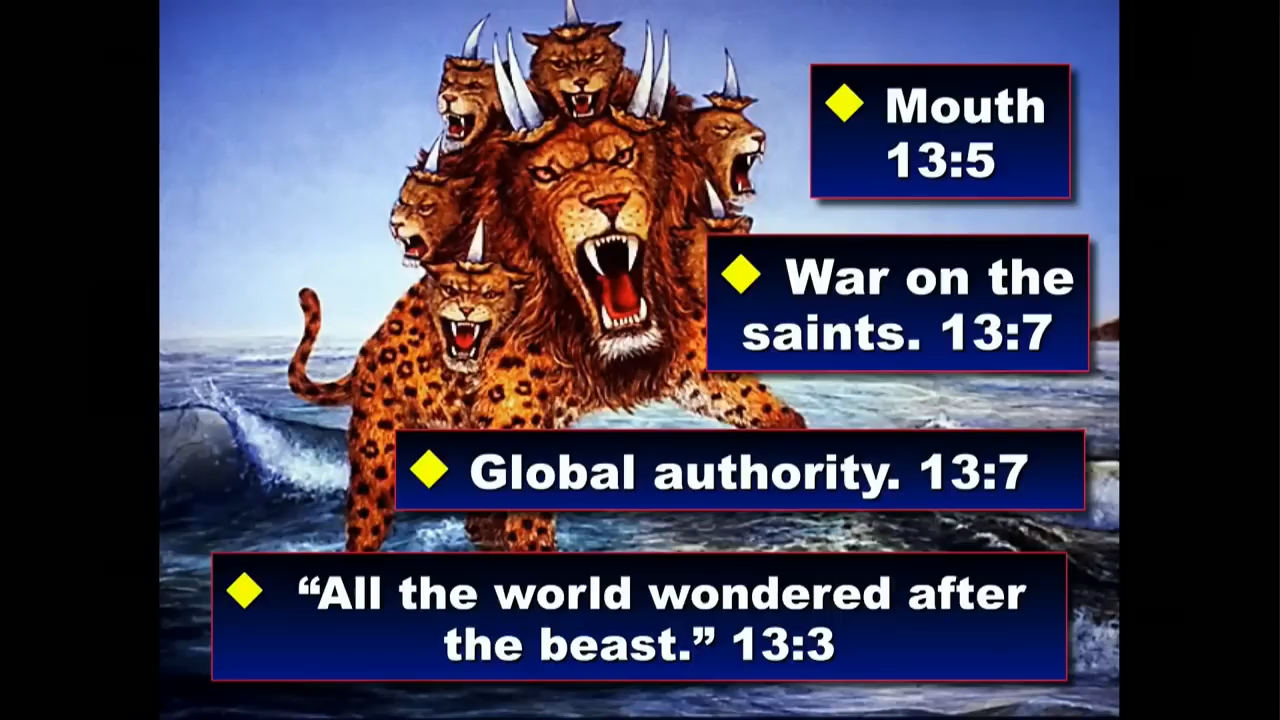 Mouth
13:5
War on the
saints. 13:7
Global authority. 13:7
“All the world wondered after
the beast.” 13:3